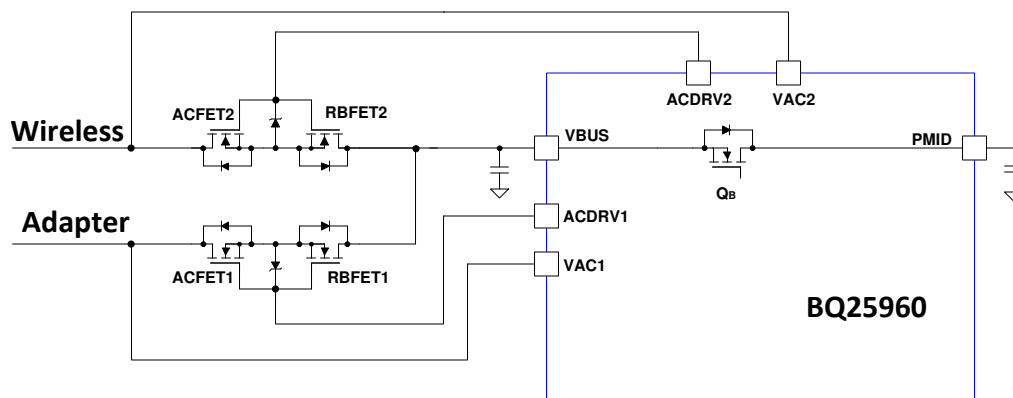 ACDRV2
VAC2
ACFET2
RBFET2
Wireless
VBUS
PMID
QB
Adapter
ACDRV1
ACFET1
RBFET1
VAC1
BQ25960